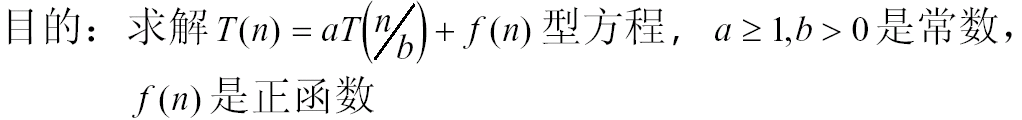 目的：求解 T(n) = aT(n/b) + f(n) 型方程， a ≥ 1,b > 0 是常数，
f(n) 是正函数